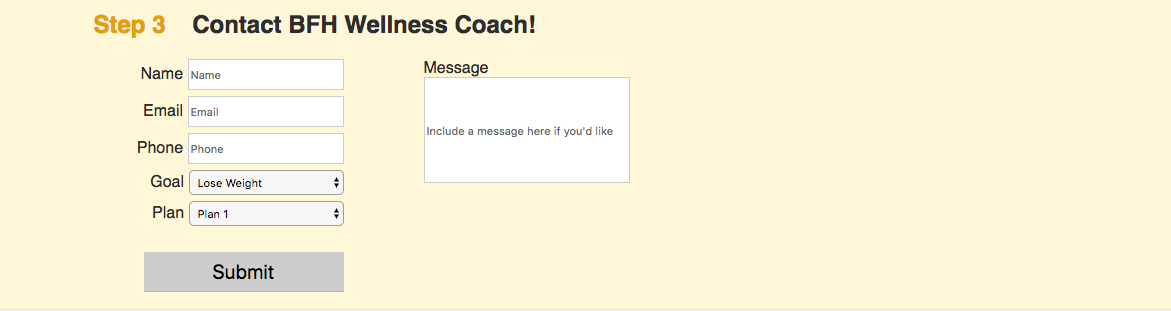 Step 3 Contact BFH Wellness Coach!
Name Name
Email Email
Phone Phone
Goal Lose Weight
Plan Plan 1
Submit
Message
Include a message here if you'd like